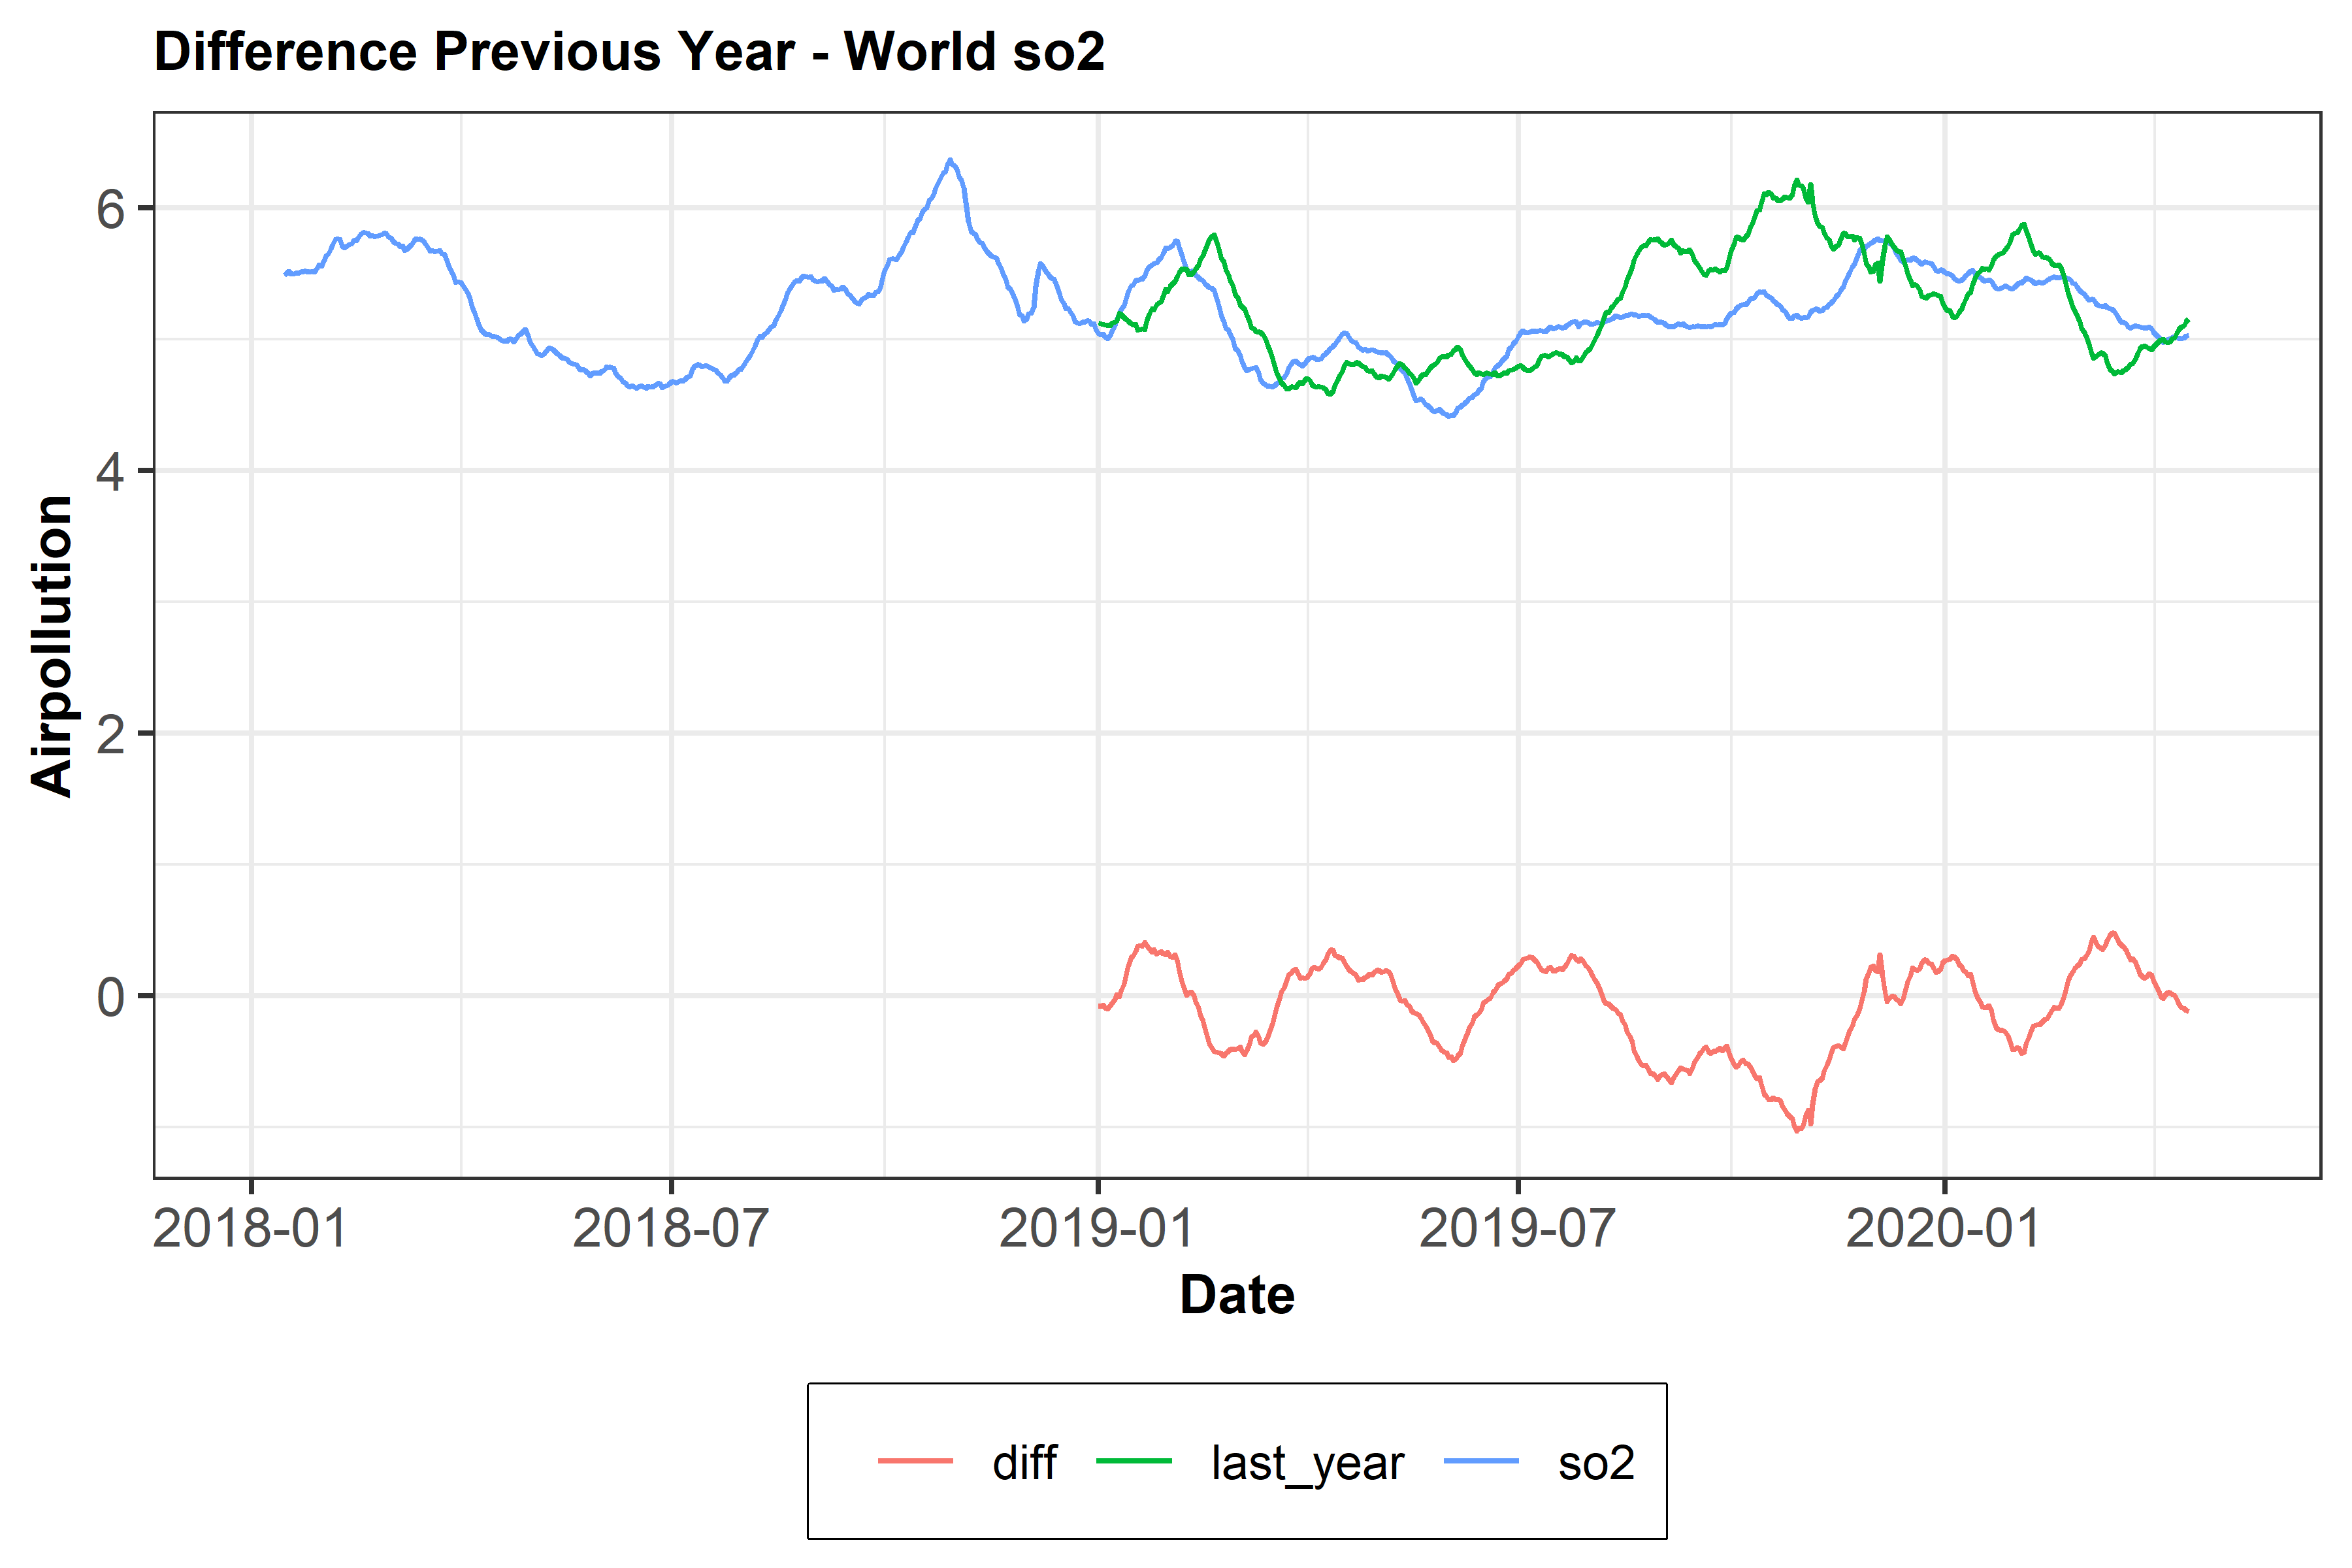 Difference Previous Year - World so2
Airpollution
6
4
2
0
2018-01 2018-07 2019-01 2019-07 2020-01
Date
diff last_year so2